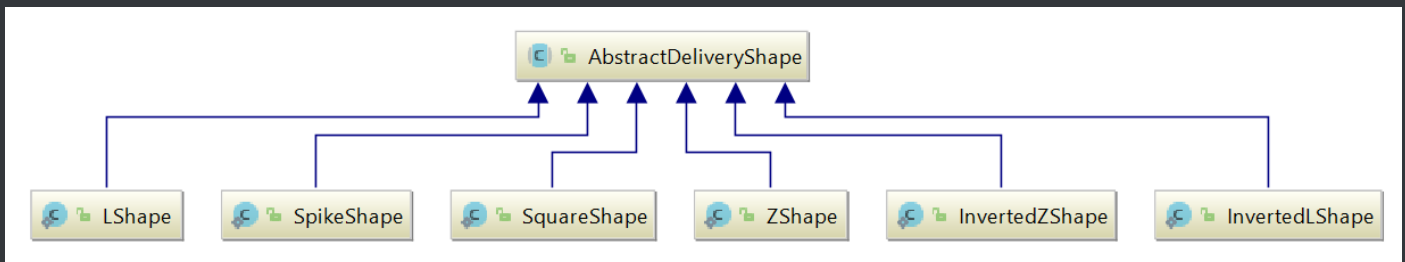 AbstractDeliveryShape
LShape
SpikeShape
SquareShape
ZShape
InvertedZShape
InvertedLShape